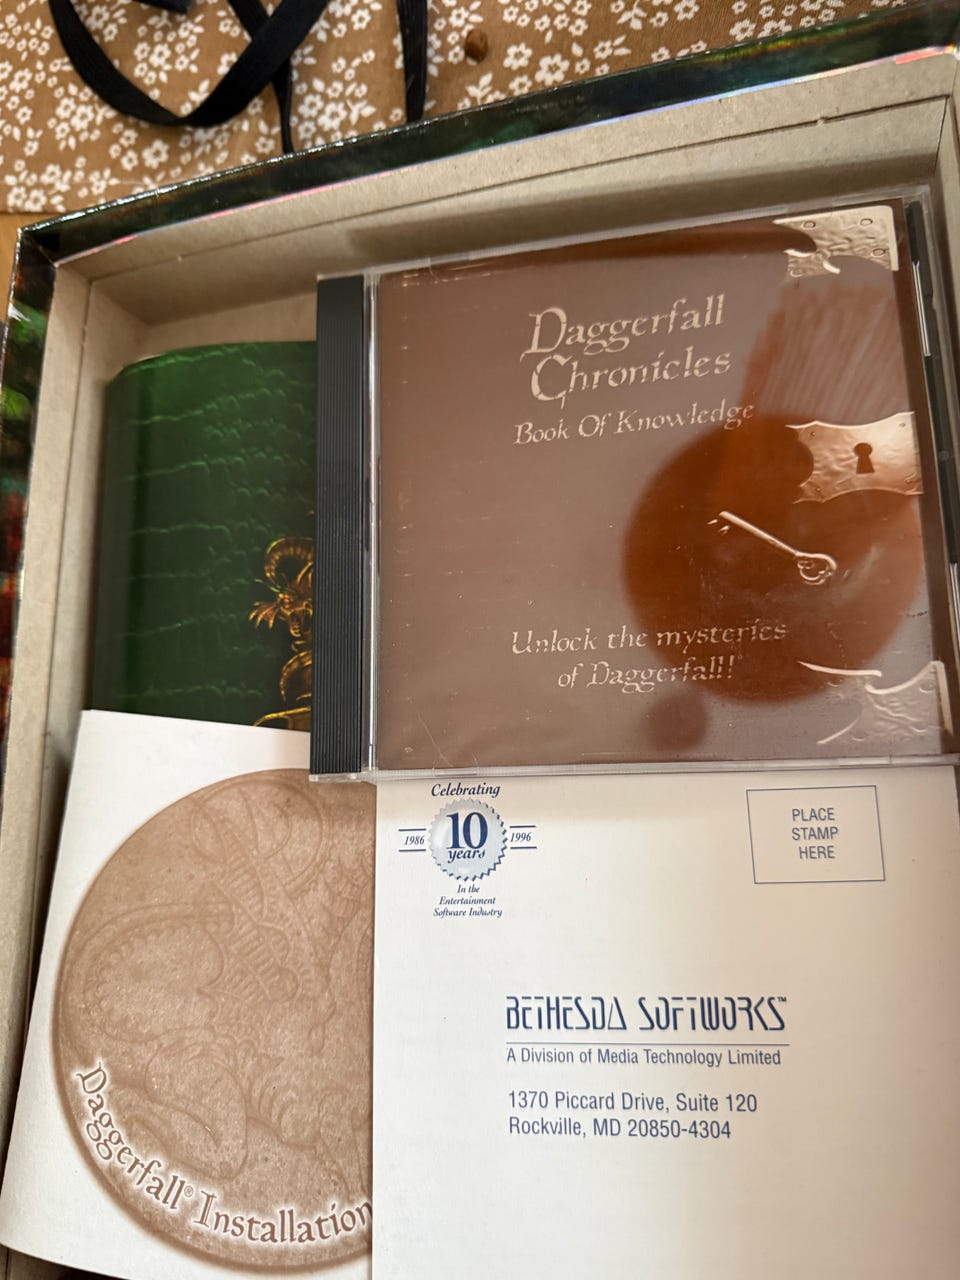 Daggerfall
Chronicles
Book Of Knowledge
Unlock the mysteries
of Daggerfall!
Celebrating
1986 10 1996
years
In the
Entertainment
Software Industry
PLACE
STAMP
HERE
BETHESDA SOFTWORKS™
A Division of Media Technology Limited
1370 Piccard Drive, Suite 120
Rockville, MD 20850-4304
Daggerfall® Installation